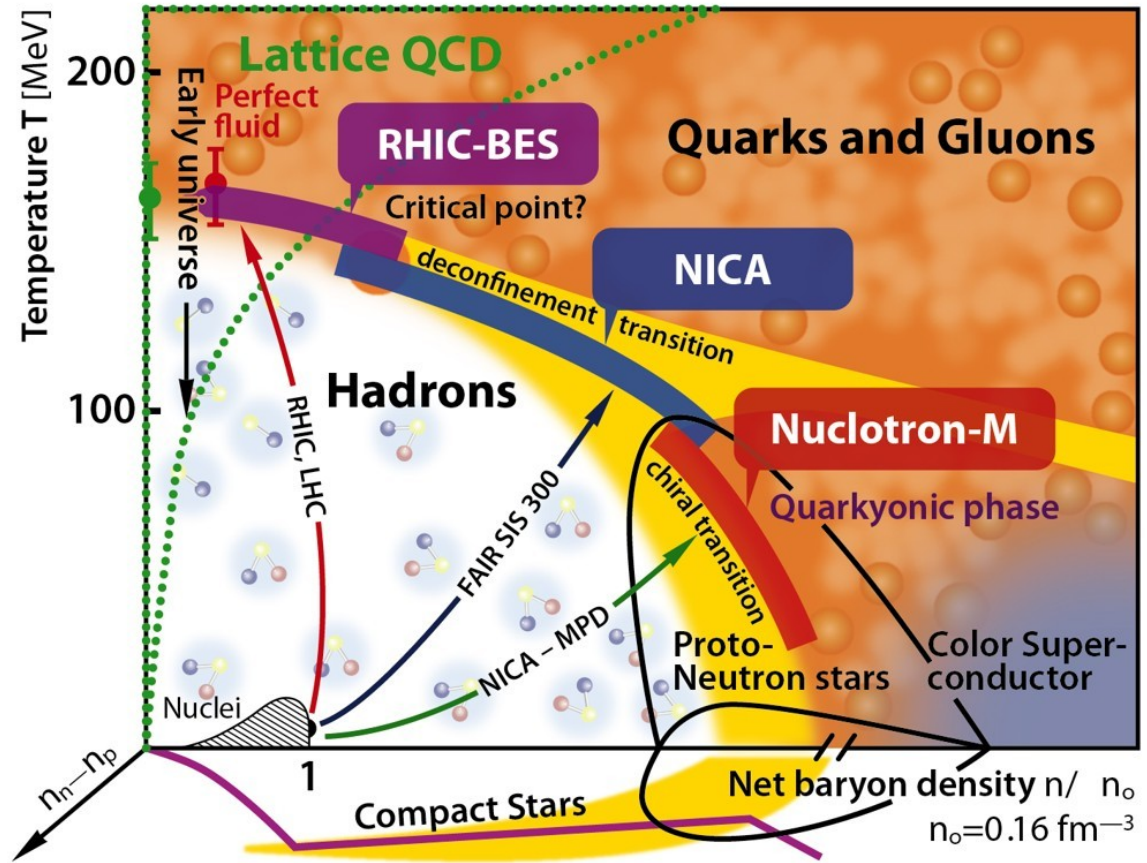 Temperature T [MeV]
200
100
Lattice QCD
Early universe
Perfect
fluid
RHIC-BES
Critical point?
Quarks and Gluons
NICA
deconfinement transition
Hadrons
RHIC, LHC
Nuclotron-M
Quarkyonic phase
chiral transition
FAIR SIS 300
NICA – MPD
Proto-
Neutron stars
Color Super-
conductor
Nuclei
1
nₙ—nₚ
Compact Stars
Net baryon density n/ n₀
n₀=0.16 fm⁻³